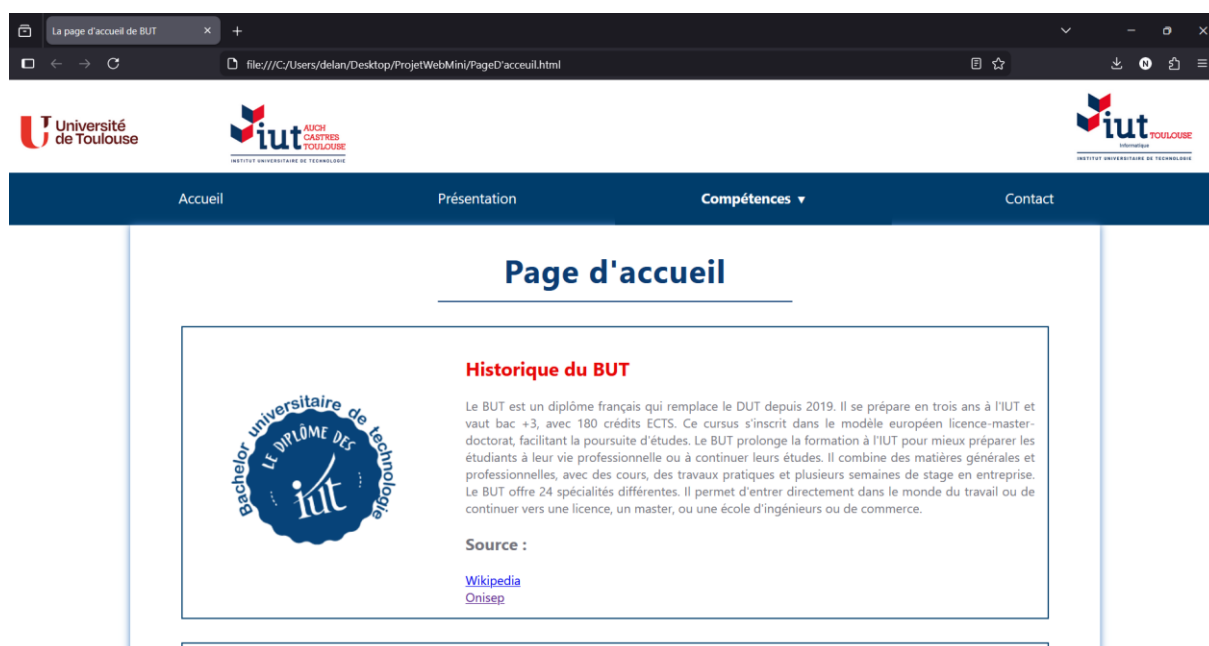 La page d'accueil de BUT
file:///C:/Users/delan/Desktop/ProjetWebMini/PageD'acceuil.html
N
Université
de Toulouse
iut
AUCH
CASTRES
TOULOUSE
INSTITUT UNIVERSITAIRE DE TECHNOLOGIE
iut TOULOUSE
Informatique
INSTITUT UNIVERSITAIRE DE TECHNOLOGIE
Accueil
Présentation
Compétences ▼
Contact
Page d'accueil
Bachelor universitaire de technologie
LE DIPLÔME DES
iut
Historique du BUT
Le BUT est un diplôme français qui remplace le DUT depuis 2019. Il se prépare en trois ans à l'IUT et
vaut bac +3, avec 180 crédits ECTS. Ce cursus s'inscrit dans le modèle européen licence-master-
doctorat, facilitant la poursuite d'études. Le BUT prolonge la formation à l'IUT pour mieux préparer les
étudiants à leur vie professionnelle ou à continuer leurs études. Il combine des matières générales et
professionnelles, avec des cours, des travaux pratiques et plusieurs semaines de stage en entreprise.
Le BUT offre 24 spécialités différentes. Il permet d'entrer directement dans le monde du travail ou de
continuer vers une licence, un master, ou une école d'ingénieurs ou de commerce.
Source :
Wikipedia
Onisep